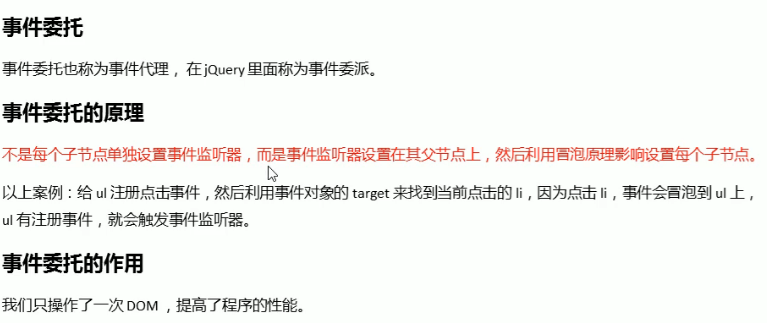 事件委托
事件委托也称为事件代理， 在 jQuery 里面称为事件委派。
事件委托的原理
不是每个子节点单独设置事件监听器，而是事件监听器设置在其父节点上，然后利用冒泡原理影响设置每个子节点。
以上案例：给 ul 注册点击事件，然后利用事件对象的 target 来找到当前点击的 li，因为点击 li，事件会冒泡到 ul 上，
ul 有注册事件，就会触发事件监听器。
事件委托的作用
我们只操作了一次 DOM ，提高了程序的性能。